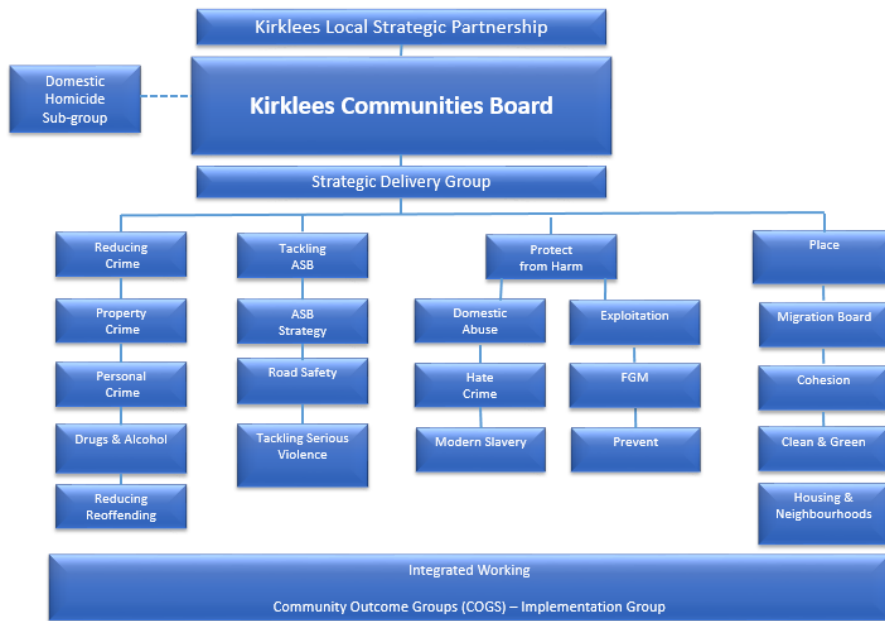 Kirklees Local Strategic Partnership
Domestic
Homicide
Sub-group
Kirklees Communities Board
Strategic Delivery Group
Reducing
Crime
Property
Crime
Personal
Crime
Drugs & Alcohol
Reducing
Reoffending
Tackling
ASB
ASB
Strategy
Road Safety
Tackling Serious
Violence
Protect
from Harm
Domestic
Abuse
Hate
Crime
Modern Slavery
Exploitation
FGM
Prevent
Place
Migration Board
Cohesion
Clean & Green
Housing &
Neighbourhoods
Integrated Working
Community Outcome Groups (COGS) – Implementation Group